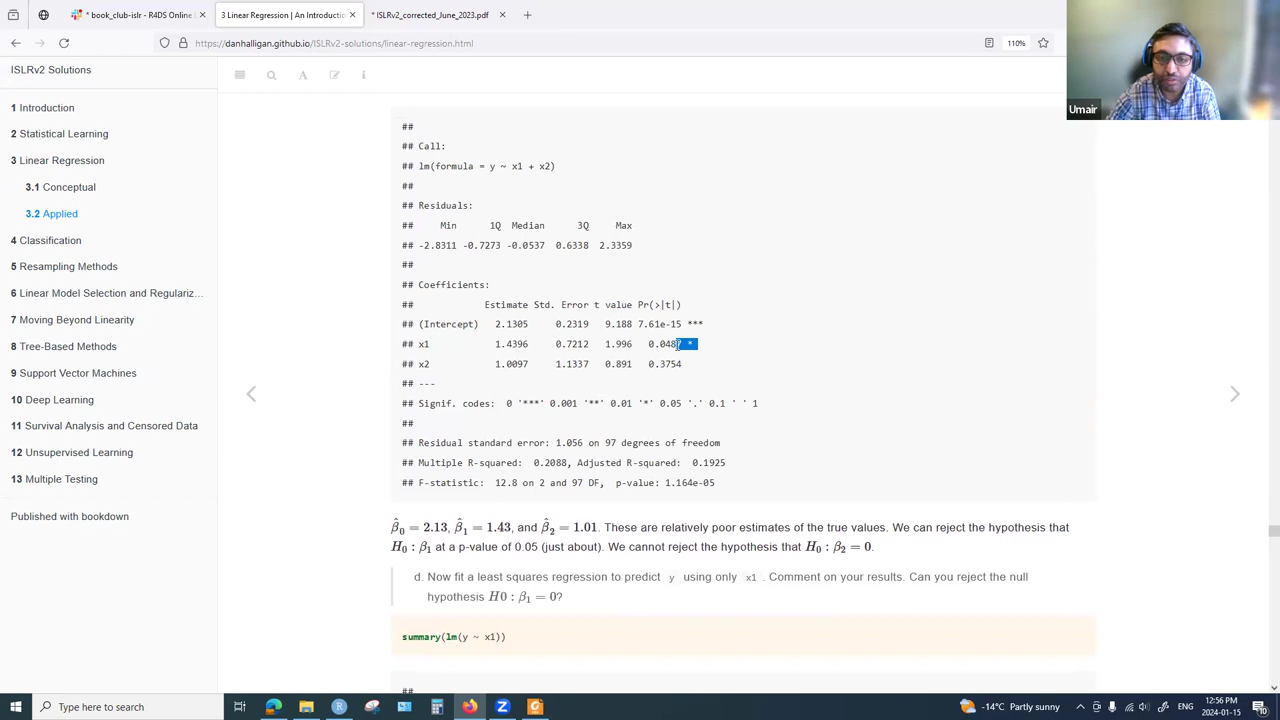 * book_club-islr - R4DS Online L
3 Linear Regression | An Introductio
* ISLRv2_corrected_June_2023.pdf
https://danhalligan.github.io/ISLRv2-solutions/linear-regression.html
110%
ISLRv2 Solutions
1 Introduction
2 Statistical Learning
3 Linear Regression
3.1 Conceptual
3.2 Applied
4 Classification
5 Resampling Methods
6 Linear Model Selection and Regulariz...
7 Moving Beyond Linearity
8 Tree-Based Methods
9 Support Vector Machines
10 Deep Learning
11 Survival Analysis and Censored Data
12 Unsupervised Learning
13 Multiple Testing
Published with bookdown
##
## Call:
## lm(formula = y ~ x1 + x2)
##
## Residuals:
## Min 1Q Median 3Q Max
## -2.8311 -0.7273 -0.0537 0.6338 2.3359
##
## Coefficients:
## Estimate Std. Error t value Pr(>|t|)
## (Intercept) 2.1305 0.2319 9.188 7.61e-15 ***
## x1 1.4396 0.7212 1.996 0.0487 *
## x2 1.0097 1.1337 0.891 0.3754
## ---
## Signif. codes: 0 '***' 0.001 '**' 0.01 '*' 0.05 '.' 0.1 ' ' 1
##
## Residual standard error: 1.056 on 97 degrees of freedom
## Multiple R-squared: 0.2088, Adjusted R-squared: 0.1925
## F-statistic: 12.8 on 2 and 97 DF, p-value: 1.164e-05
β̂0 = 2.13, β̂1 = 1.43, and β̂2 = 1.01. These are relatively poor estimates of the true values. We can reject the hypothesis that
H0 : β1 at a p-value of 0.05 (just about). We cannot reject the hypothesis that H0 : β2 = 0.
d. Now fit a least squares regression to predict y using only x1 . Comment on your results. Can you reject the null
hypothesis H0 : β1 = 0?
summary(lm(y ~ x1))
##
Umair
Type here to search
-14°C Partly sunny
12:56 PM
2024-01-15
10